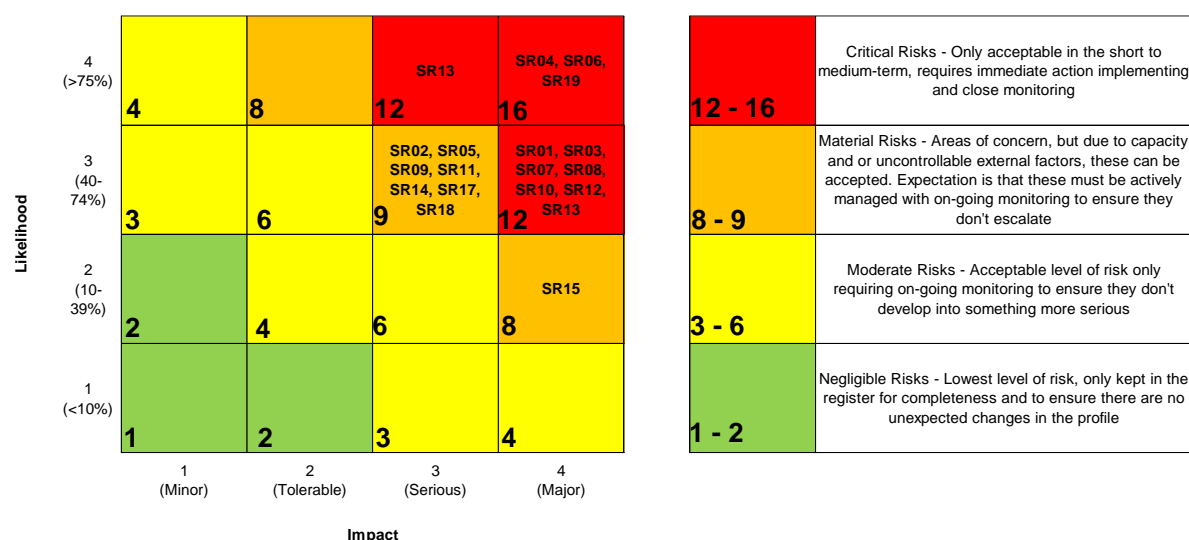 4
(>75%)
SR13
SR04, SR06,
SR19
4
8
12
16
3
(40-
74%)
SR02, SR05,
SR09, SR11,
SR14, SR17,
SR18
SR01, SR03,
SR07, SR08,
SR10, SR12,
SR13
3
6
9
12
Likelihood
2
(10-
39%)
SR15
2
4
6
8
1
(<10%)
1
2
3
4
1
(Minor)
2
(Tolerable)
3
(Serious)
4
(Major)
Impact
12 - 16
Critical Risks - Only acceptable in the short to
medium-term, requires immediate action implementing
and close monitoring
8 - 9
Material Risks - Areas of concern, but due to capacity
and or uncontrollable external factors, these can be
accepted. Expectation is that these must be actively
managed with on-going monitoring to ensure they
don't escalate
3 - 6
Moderate Risks - Acceptable level of risk only
requiring on-going monitoring to ensure they don't
develop into something more serious
1 - 2
Negligible Risks - Lowest level of risk, only kept in the
register for completeness and to ensure there are no
unexpected changes in the profile